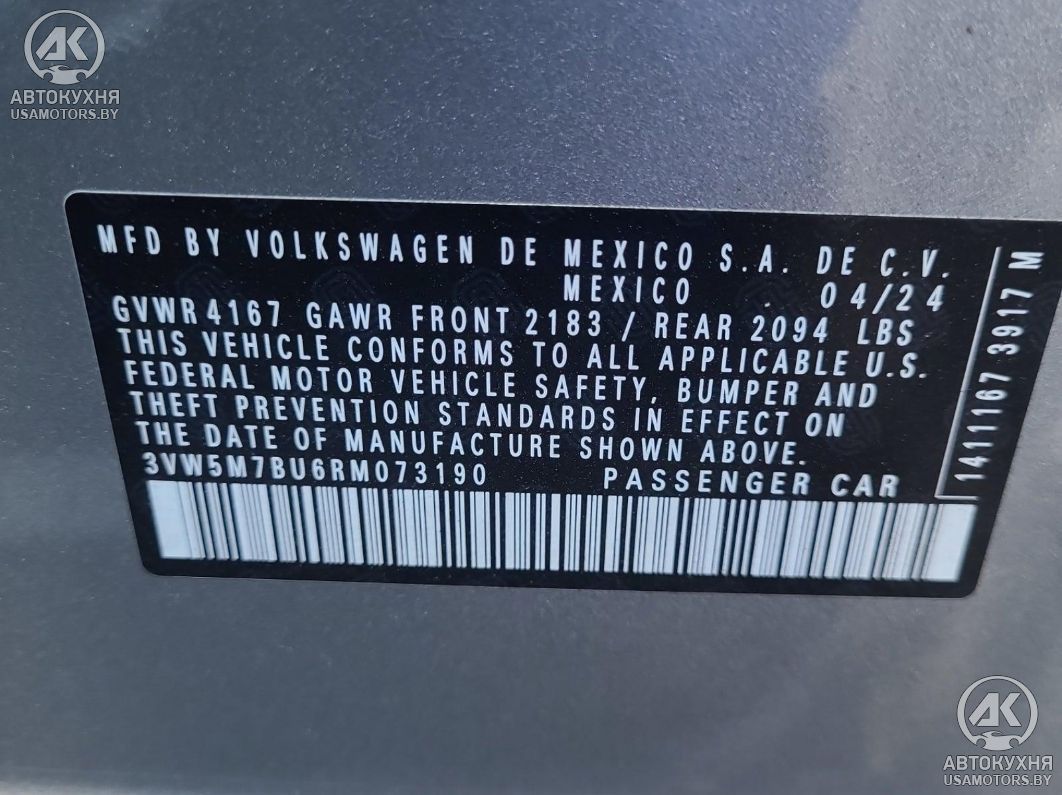 AK
АВТОКУХНЯ
USAMOTORS.BY
MFD BY VOLKSWAGEN DE MEXICO S.A. DE C.V.
MEXICO . 04/24
GVWR 4167 GAWR FRONT 2183 / REAR 2094 LBS
THIS VEHICLE CONFORMS TO ALL APPLICABLE U.S.
FEDERAL MOTOR VEHICLE SAFETY, BUMPER AND
THEFT PREVENTION STANDARDS IN EFFECT ON
THE DATE OF MANUFACTURE SHOWN ABOVE.
3VW5M7BU6RM073190 PASSENGER CAR
1411167 3917 M
AK
АВТОКУХНЯ
USAMOTORS.BY